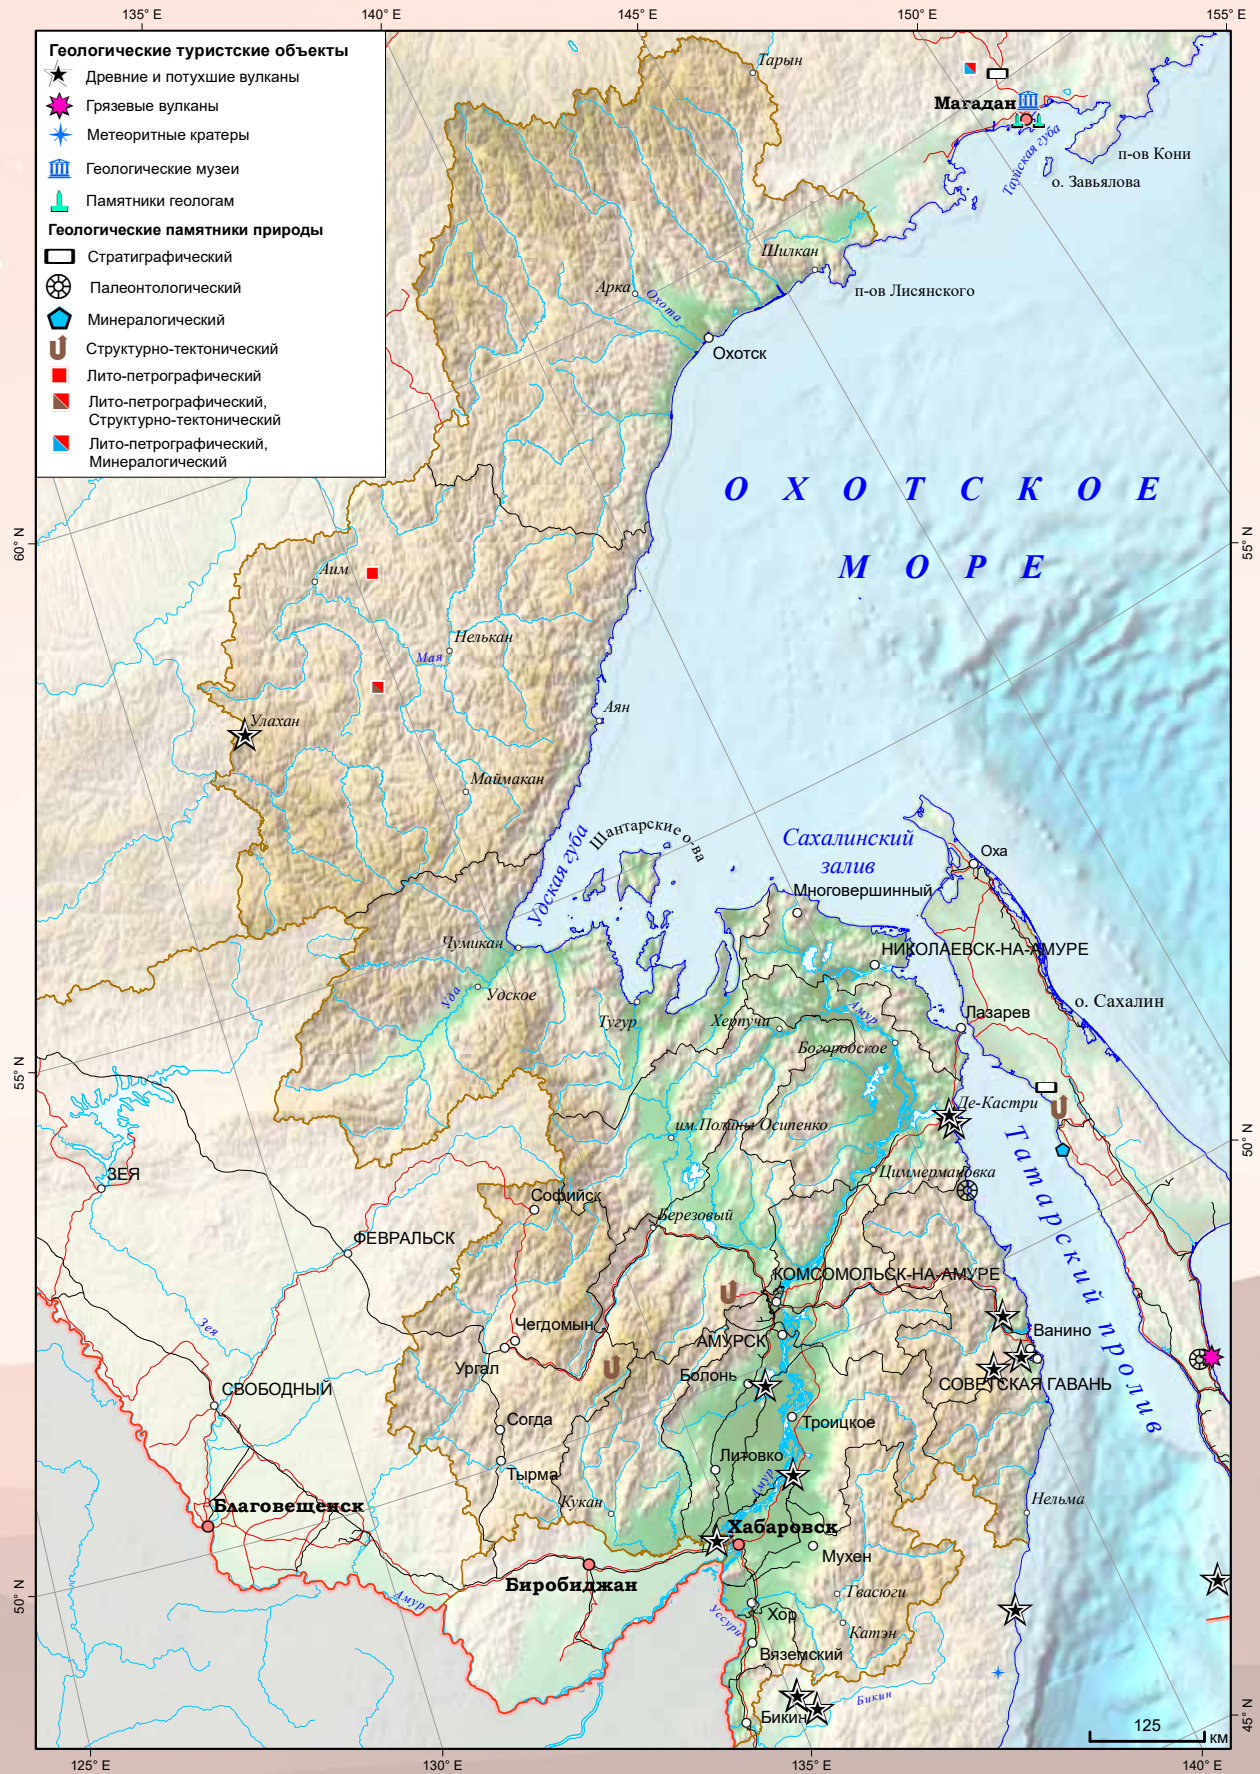 135° E
140° E
145° E
150° E
155° E
Геологические туристские объекты
Древние и потухшие вулканы
Грязевые вулканы
Метеоритные кратеры
Геологические музеи
Памятники геологам
Геологические памятники природы
Стратиграфический
Палеонтологический
Минералогический
Структурно-тектонический
Лито-петрографический
Лито-петрографический,
Структурно-тектонический
Лито-петрографический,
Минералогический
Тарын
Магадан
Тауйская губа
п-ов Кони
о. Завьялова
Шилкан
п-ов Лисянского
Арка
Охота
Охотск
ОХОТСКОЕ
МОРЕ
60° N
55° N
Аим
Нелькан
Мая
Аян
Улахан
Маймакан
Удская губа
Шантарские о-ва
Сахалинский
залив
Оха
Многовершинный
Чумикан
НИКОЛАЕВСК-НА-АМУРЕ
Уда
Удское
Тугур
Херпучи
Амур
Лазарев
о. Сахалин
Богородское
55° N
Де-Кастри
им.Полины Осипенко
Татарский пролив
50° N
ЗЕЯ
Циммермановка
Софийск
Березовый
ФЕВРАЛЬСК
КОМСОМОЛЬСК-НА-АМУРЕ
Зея
Чегдомын
АМУРСК
Ванино
Ургал
Болонь
СОВЕТСКАЯ ГАВАНЬ
СВОБОДНЫЙ
Согда
Троицкое
Литовко
Тырма
Амур
Кукан
Нельма
Благовещенск
Хабаровск
Мухен
Биробиджан
50° N
Амур
Гвасюги
Уссури
Хор
Катэн
Вяземский
Бикин
Бикин
125
км
45° N
125° E
130° E
135° E
140° E